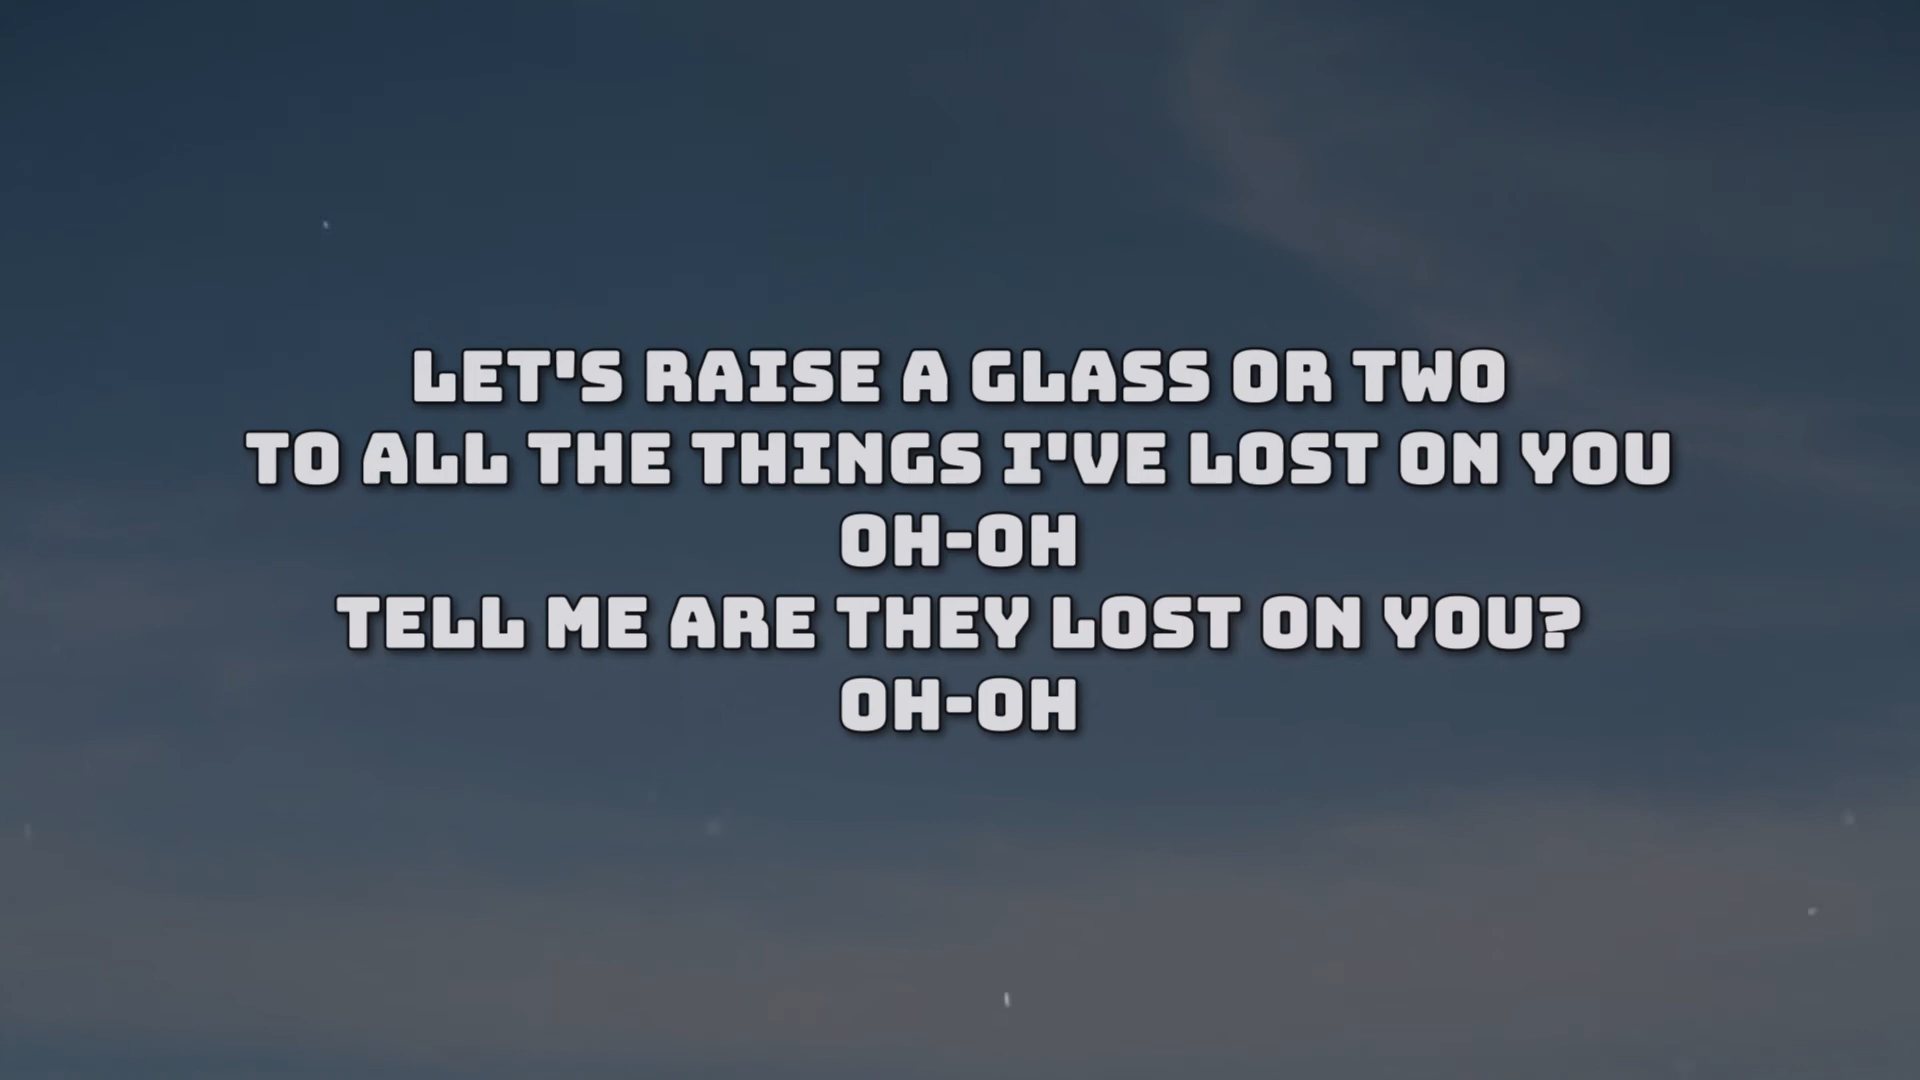 LET'S RAISE A GLASS OR TWO
TO ALL THE THINGS I'VE LOST ON YOU
OH-OH
TELL ME ARE THEY LOST ON YOU?
OH-OH